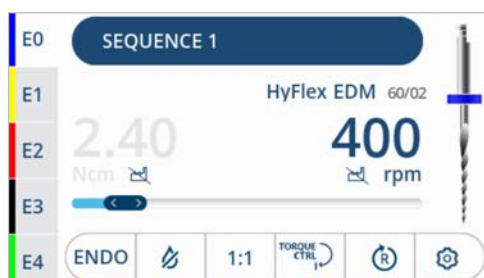 E0
SEQUENCE 1
E1
HyFlex EDM 60/02
E2
2.40
400
Ncm
rpm
E3
E4
ENDO
1:1
TORQUE
CTRL
R